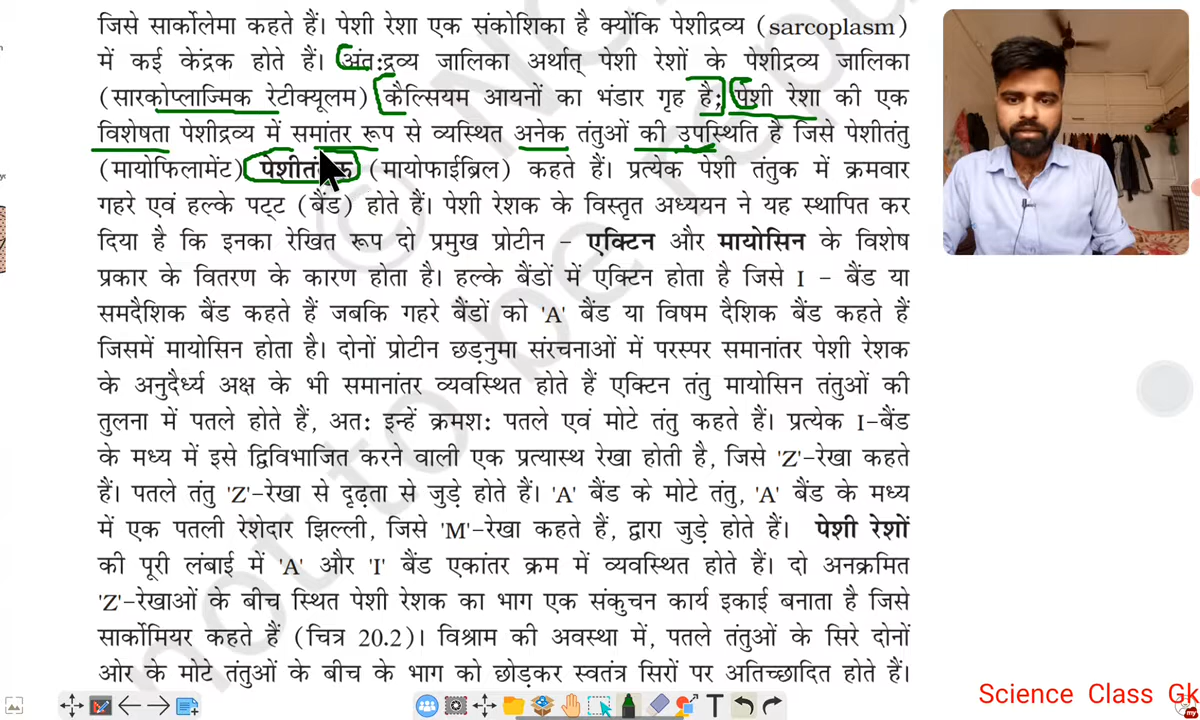 जिसे सार्कोलेमा कहते हैं। पेशी रेशा एक संकोशिका है क्योंकि पेशीद्रव्य (sarcoplasm)
में कई केंद्रक होते हैं। अंतःद्रव्य जालिका अर्थात् पेशी रेशों के पेशीद्रव्य जालिका
(सारकोप्लाज्मिक रेटीक्यूलम) कैल्सियम आयनों का भंडार गृह है; पेशी रेशा की एक
विशेषता पेशीद्रव्य में समांतर रूप से व्यस्थित अनेक तंतुओं की उपस्थिति है जिसे पेशीतंतु
(मायोफिलामेंट) (मायोफाईब्रिल) कहते हैं। प्रत्येक पेशी तंतुक में क्रमवार
गहरे एवं हल्के पट्ट (बेंड) होते हैं। पेशी रेशक के विस्तृत अध्ययन ने यह स्थापित कर
दिया है कि इनका रेखित रूप दो प्रमुख प्रोटीन - एक्टिन और मायोसिन के विशेष
प्रकार के वितरण के कारण होता है। हल्के बैंडों में एक्टिन होता है जिसे I - बैंड या
समदैशिक बैंड कहते हैं जबकि गहरे बैंडों को 'A' बैंड या विषम दैशिक बैंड कहते हैं
जिसमें मायोसिन होता है। दोनों प्रोटीन छड़नुमा संरचनाओं में परस्पर समानांतर पेशी रेशक
के अनुदैर्ध्य अक्ष के भी समानांतर व्यवस्थित होते हैं एक्टिन तंतु मायोसिन तंतुओं की
तुलना में पतले होते हैं, अतः इन्हें क्रमशः पतले एवं मोटे तंतु कहते हैं। प्रत्येक I-बैंड
के मध्य में इसे द्विविभाजित करने वाली एक प्रत्यास्थ रेखा होती है, जिसे 'Z'-रेखा कहते
हैं। पतले तंतु 'Z'-रेखा से दृढ़ता से जुड़े होते हैं। 'A' बैंड के मोटे तंतु, 'A' बैंड के मध्य
में एक पतली रेशेदार झिल्ली, जिसे 'M'-रेखा कहते हैं, द्वारा जुड़े होते हैं। पेशी रेशों
की पूरी लंबाई में 'A' और 'I' बैंड एकांतर क्रम में व्यवस्थित होते हैं। दो अनक्रमित
'Z'-रेखाओं के बीच स्थित पेशी रेशक का भाग एक संकुचन कार्य इकाई बनाता है जिसे
सार्कोमियर कहते हैं (चित्र 20.2)। विश्राम की अवस्था में, पतले तंतुओं के सिरे दोनों
ओर के मोटे तंतुओं के बीच के भाग को छोड़कर स्वतंत्र सिरों पर अतिच्छादित होते हैं।
Science Class Gk